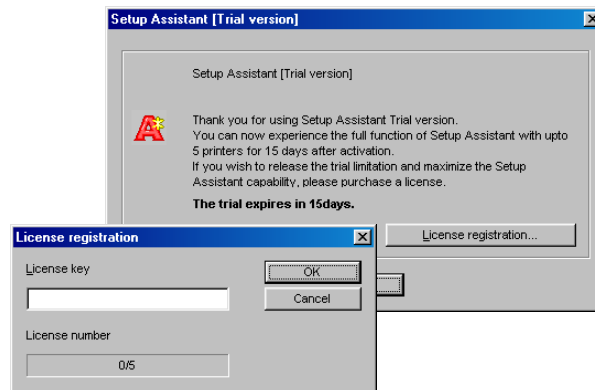 Setup Assistant [Trial version]
Setup Assistant [Trial version]
Thank you for using Setup Assistant Trial version.
You can now experience the full function of Setup Assistant with upto
5 printers for 15 days after activation.
If you wish to release the trial limitation and maximize the Setup
Assistant capability, please purchase a license.
The trial expires in 15days.
License registration...
License registration
License key
OK
Cancel
License number
0/5